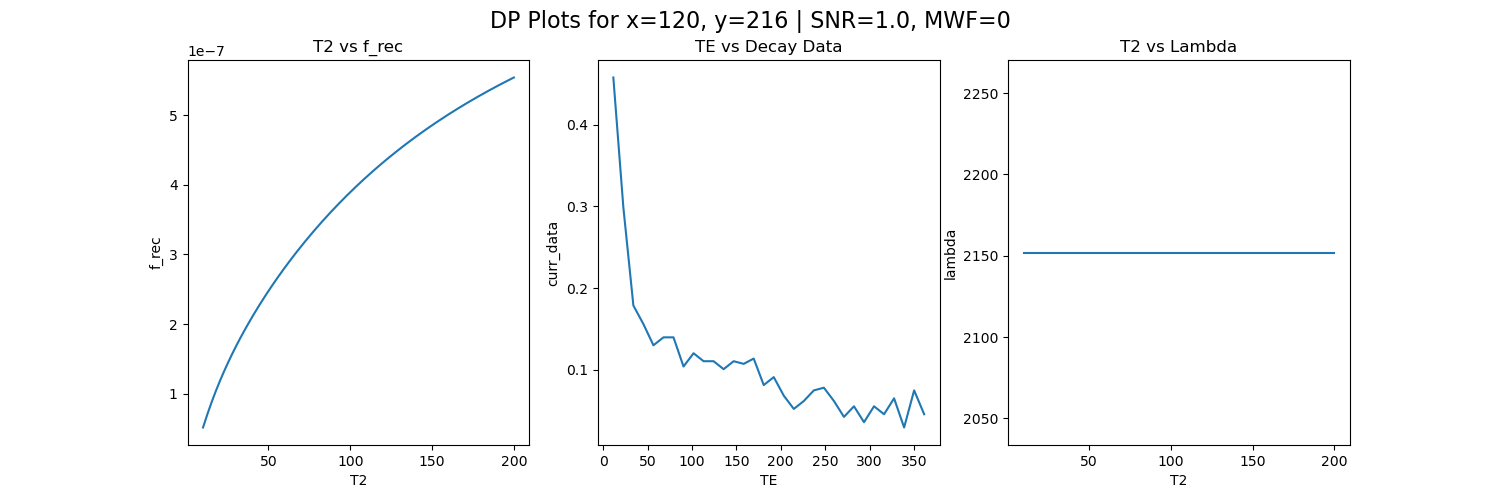 DP Plots for x=120, y=216 | SNR=1.0, MWF=0
T2 vs f_rec
1e−7
5
4
3
2
1
f_rec
50
100
150
200
T2
TE vs Decay Data
0.4
0.3
0.2
0.1
curr_data
0
50
100
150
200
250
300
350
TE
T2 vs Lambda
2250
2200
2150
2100
2050
lambda
50
100
150
200
T2